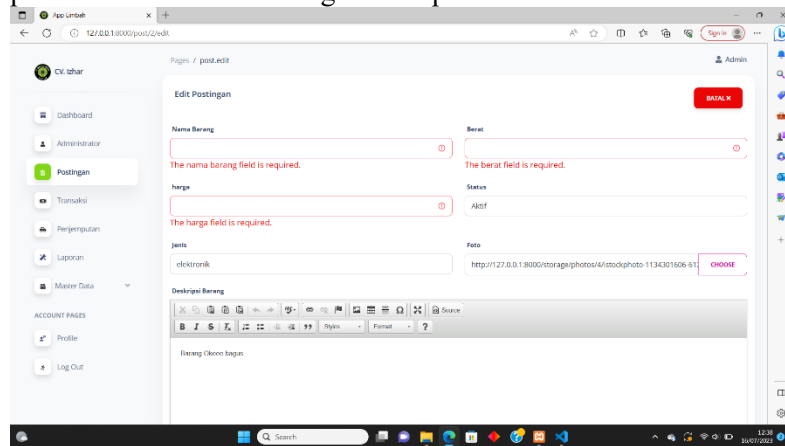 App Limbah
127.0.0.1:8000/post/2/edit
Sign in
CV. Izhar
Pages / post.edit
Admin
Dashboard
Administrator
Postingan
Transaksi
Penjemputan
Laporan
Master Data
ACCOUNT PAGES
Profile
Log Out
Edit Postingan
BATAL X
Nama Barang
Berat
The nama barang field is required.
The berat field is required.
harga
Status
Aktif
The harga field is required.
Jenis
Foto
elektronik
http://127.0.0.1:8000/storage/photos/4/istockphoto-1134301606-612
CHOOSE
Deskripsi Barang
Source
Styles
Format
?
Barang Okeee bagus
Search
12:38
16/07/2023